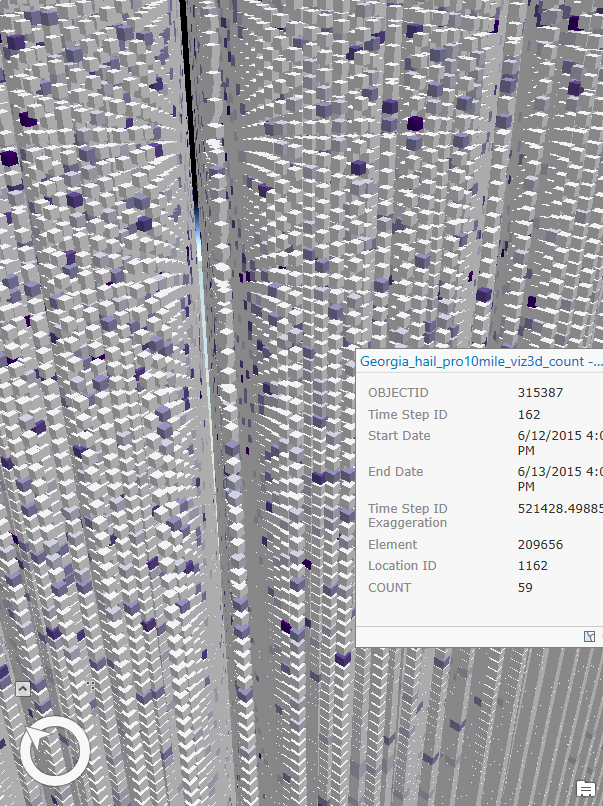 Georgia_hail_pro10mile_viz3d_count -...
OBJECTID 315387
Time Step ID 162
Start Date 6/12/2015 4:0
PM
End Date 6/13/2015 4:0
PM
Time Step ID 521428.49885
Exaggeration
Element 209656
Location ID 1162
COUNT 59